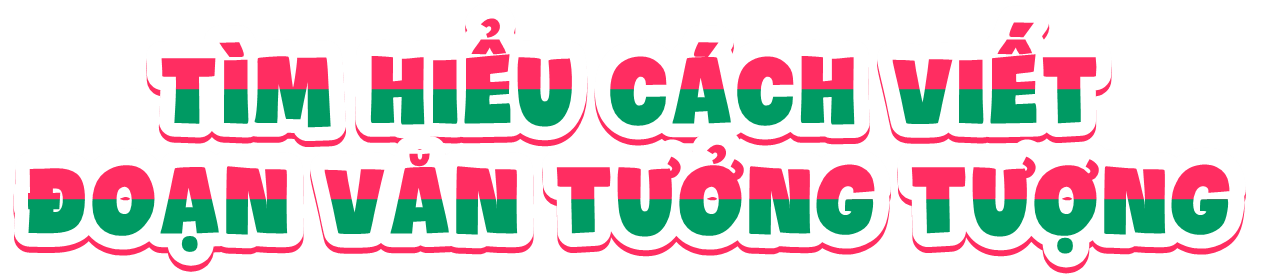 TÌM HIỂU CÁCH VIẾT
ĐOẠN VĂN TƯỞNG TƯỢNG